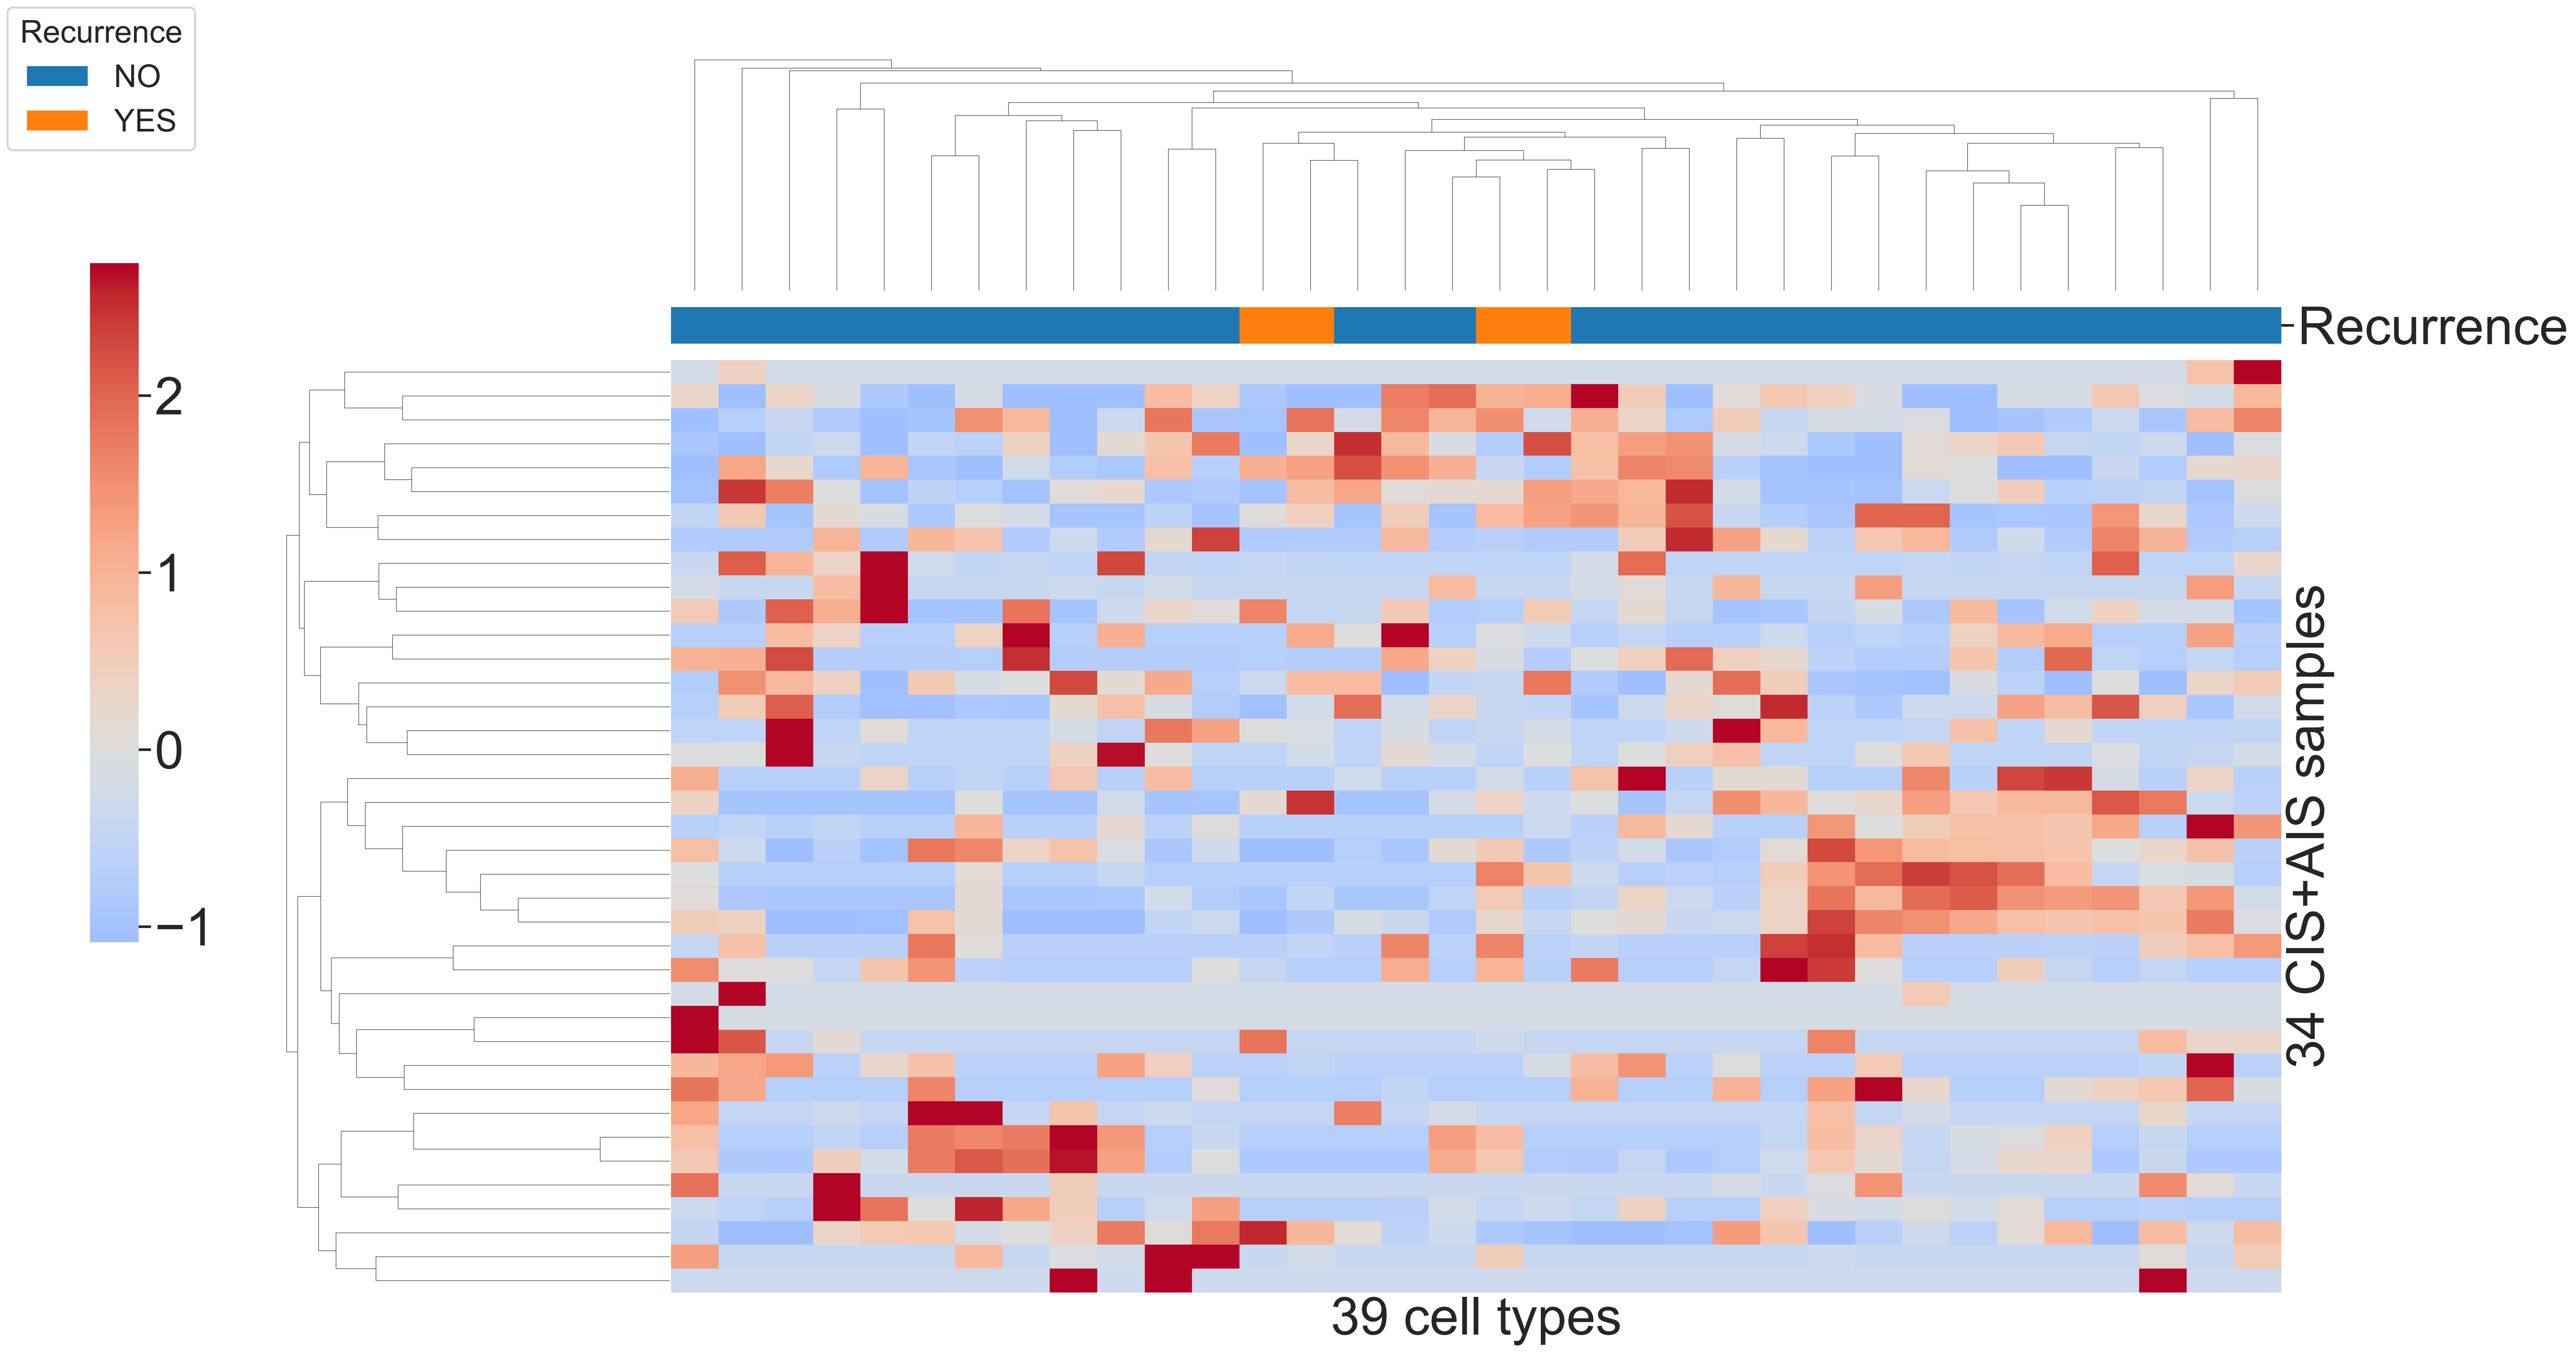 Recurrence
NO
YES
2
1
0
−1
Recurrence
34 CIS+AIS samples
39 cell types